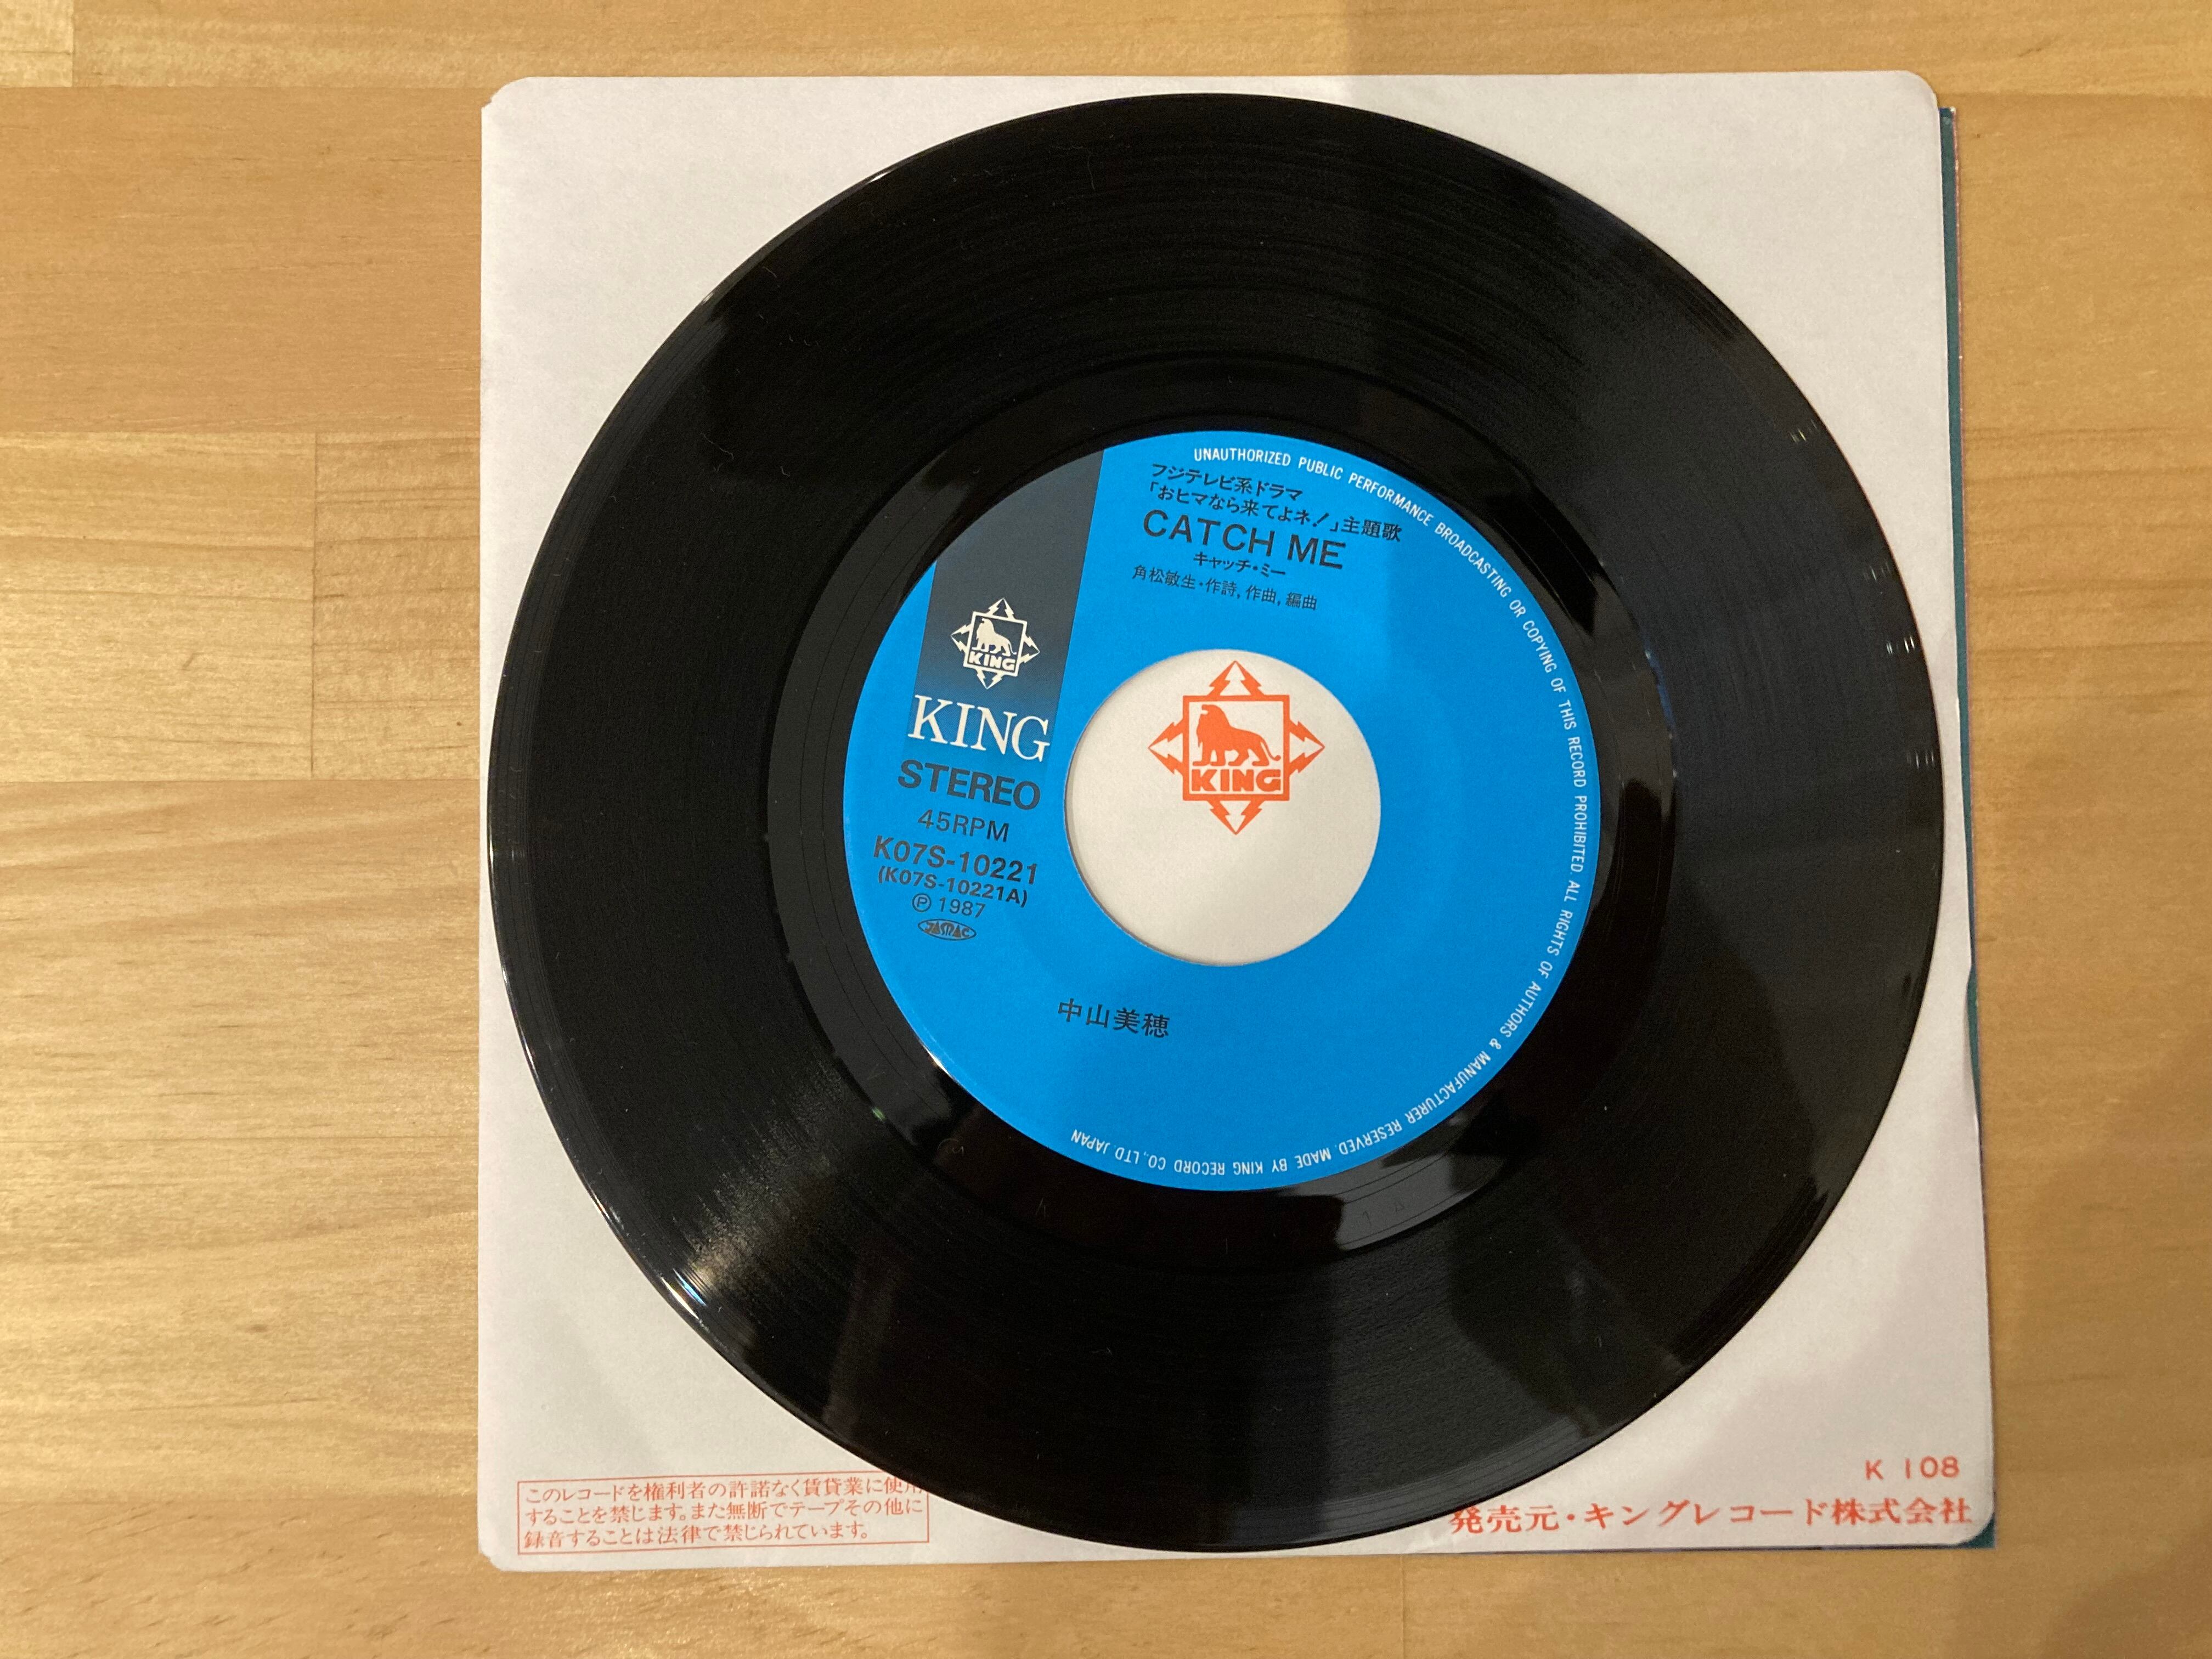 フジテレビ系ドラマ
「おヒマなら来てよネ！」主題歌
CATCH ME
キャッチ・ミー
角松敏生・作詩,作曲,編曲
KING
KING
STEREO
45RPM
K07S-10221
(K07S-10221A)
Ⓟ 1987
JASRAC
KING
中山美穂
UNAUTHORIZED PUBLIC PERFORMANCE BROADCASTING OR COPYING OF THIS RECORD PROHIBITED. ALL RIGHTS OF AUTHORS & MANUFACTURER RESERVED. MADE BY KING RECORD CO., LTD JAPAN
このレコードを権利者の許諾なく賃貸業に使用
することを禁じます。また無断でテープその他に
録音することは法律で禁じられています。
K 108
発売元・キングレコード株式会社